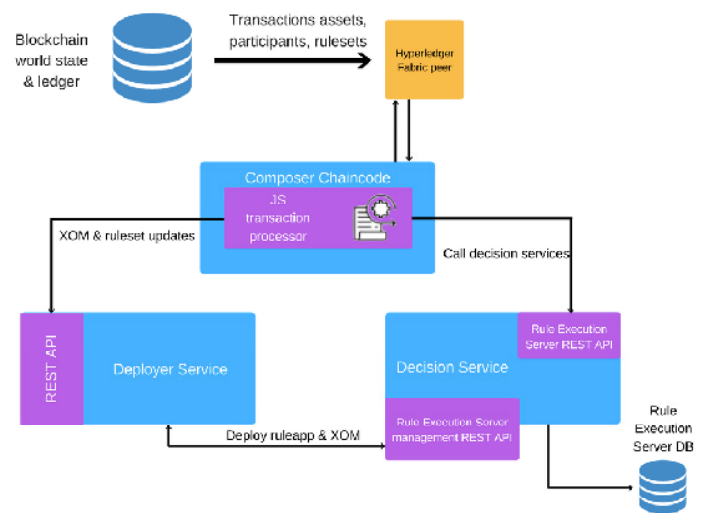 Blockchain
world state
& ledger
Transactions assets,
participants, rulesets
Hyperledger
Fabric peer
Composer Chaincode
JS
transaction
processor
XOM & ruleset updates
Call decision services
REST API
Deployer Service
Rule Execution
Server REST API
Decision Service
Rule Execution Server
management REST API
Deploy ruleapp & XOM
Rule
Execution
Server DB